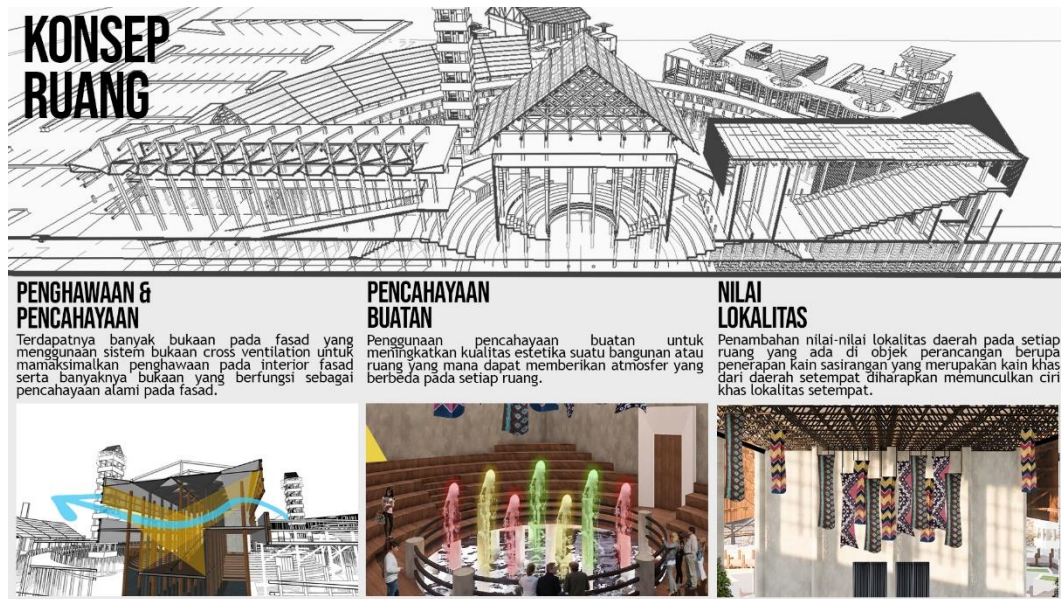 KONSEP
RUANG
PENGHAWAAN &
PENCAHAYAAN
Terdapatnya banyak bukaan pada fasad yang
menggunaan sistem bukaan cross ventilation untuk
mamaksimalkan penghawaan pada interior fasad
serta banyaknya bukaan yang berfungsi sebagai
pencahayaan alami pada fasad.
PENCAHAYAAN
BUATAN
Penggunaan pencahayaan buatan untuk
meningkatkan kualitas estetika suatu bangunan atau
ruang yang mana dapat memberikan atmosfer yang
berbeda pada setiap ruang.
NILAI
LOKALITAS
Penambahan nilai-nilai lokalitas daerah pada setiap
ruang yang ada di objek perancangan berupa
penerapan kain sasirangan yang merupakan kain khas
dari daerah setempat diharapkan memunculkan ciri
khas lokalitas setempat.